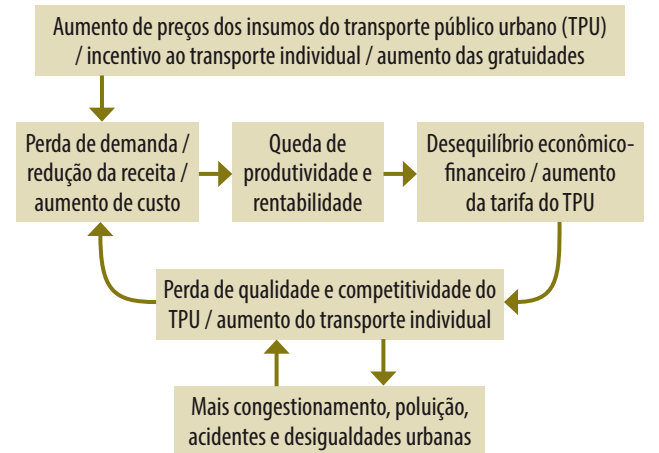 Aumento de preços dos insumos do transporte público urbano (TPU)
/ incentivo ao transporte individual / aumento das gratuidades
Perda de demanda /
redução da receita /
aumento de custo
Queda de
produtividade e
rentabilidade
Desequilíbrio econômico-
financeiro / aumento
da tarifa do TPU
Perda de qualidade e competitividade do
TPU / aumento do transporte individual
Mais congestionamento, poluição,
acidentes e desigualdades urbanas